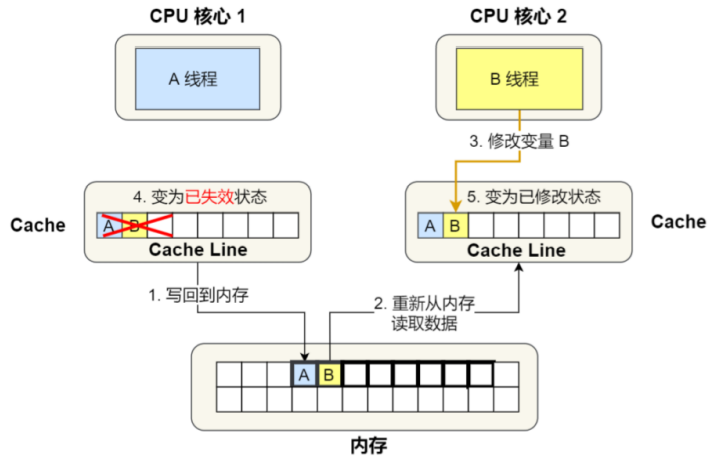 CPU 核心 1
CPU 核心 2
A 线程
B 线程
3. 修改变量 B
4. 变为已失效状态
5. 变为已修改状态
Cache
A B
A B
Cache
Cache Line
Cache Line
1. 写回到内存
2. 重新从内存
读取数据
A B
内存